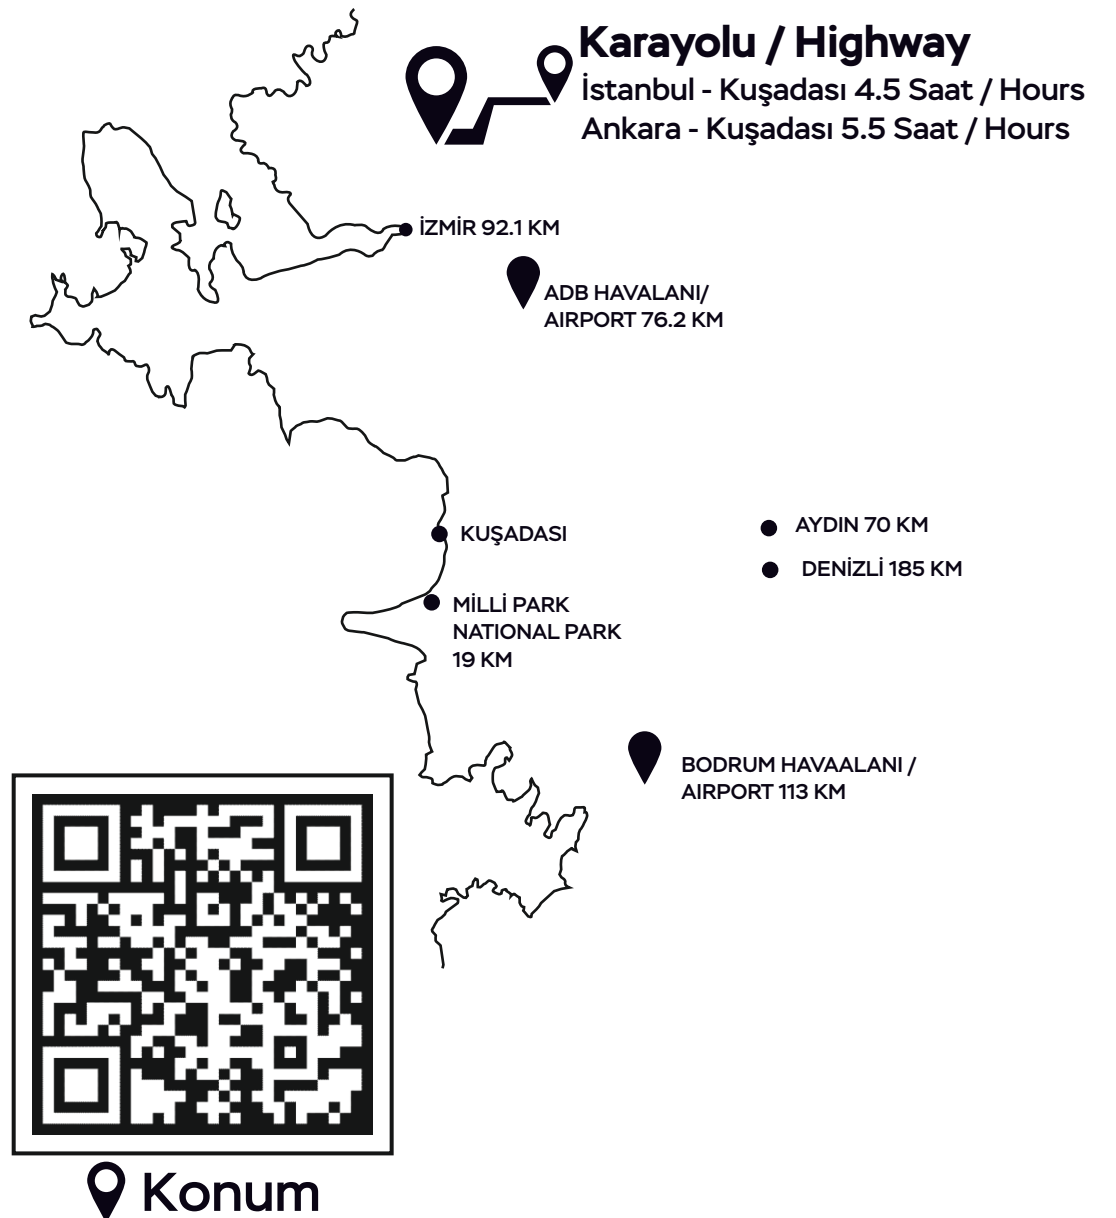 Karayolu / Highway
İstanbul - Kuşadası 4.5 Saat / Hours
Ankara - Kuşadası 5.5 Saat / Hours
İZMİR 92.1 KM
ADB HAVALANI/
AIRPORT 76.2 KM
KUŞADASI
AYDIN 70 KM
DENİZLİ 185 KM
MİLLİ PARK
NATIONAL PARK
19 KM
BODRUM HAVAALANI /
AIRPORT 113 KM
Konum